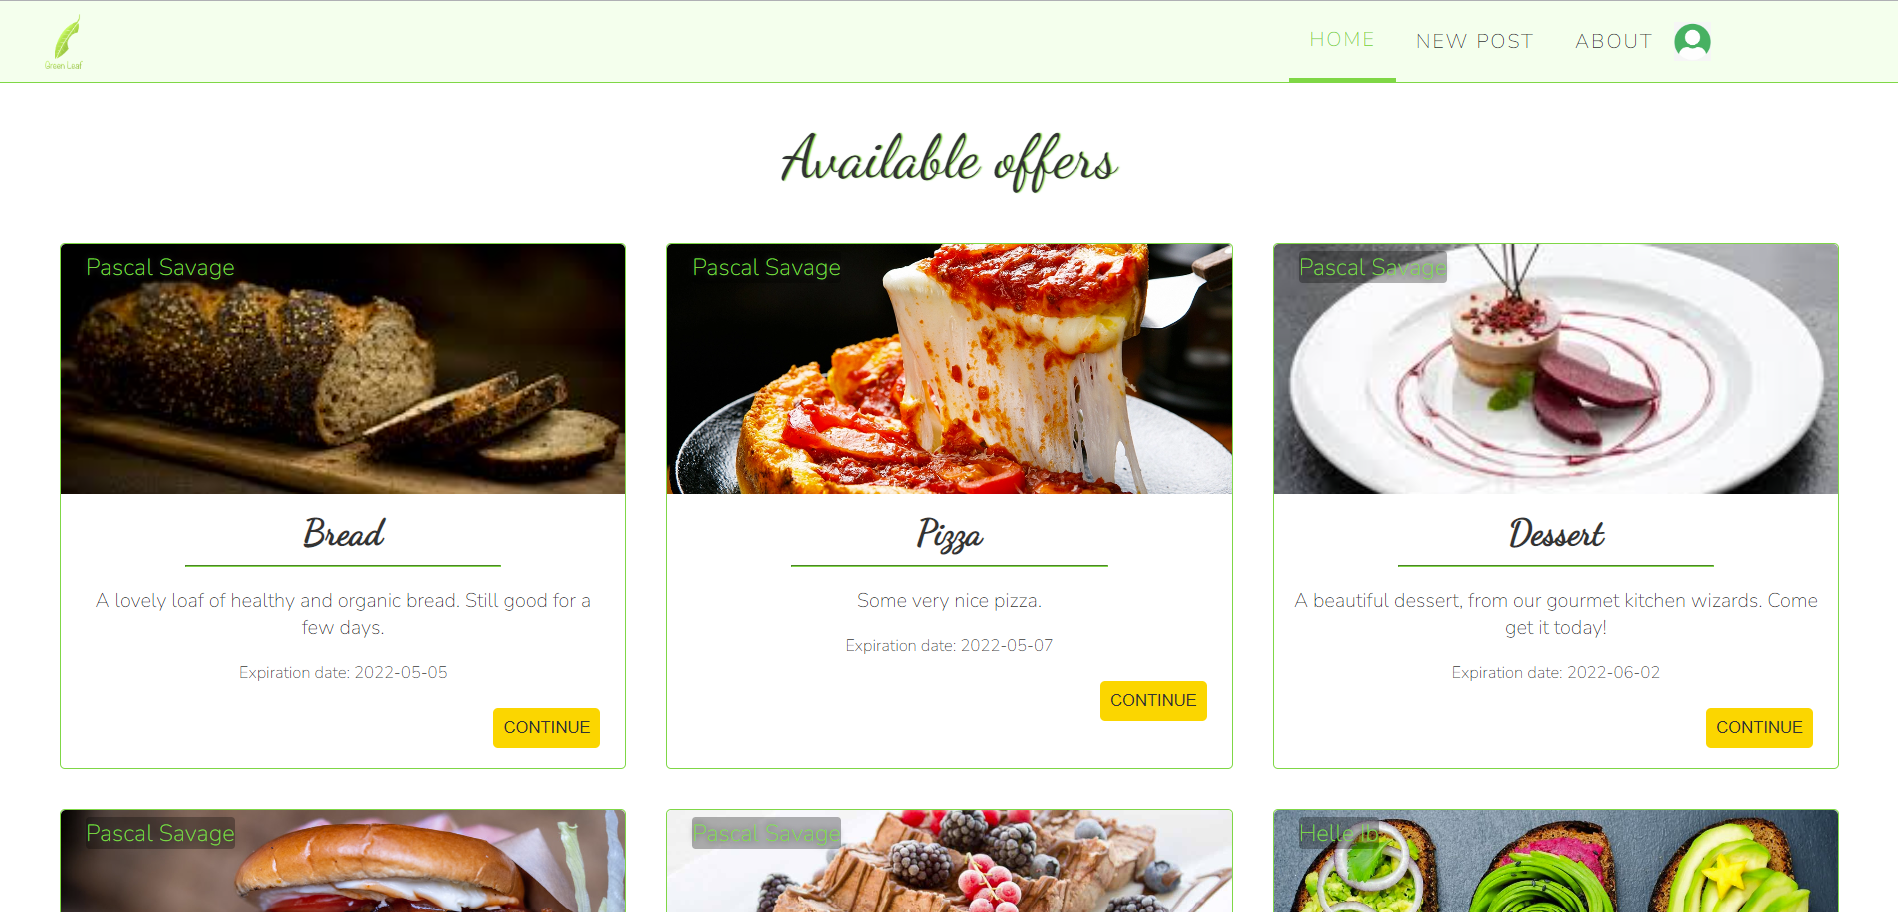 Green Leaf
HOME
NEW POST
ABOUT
Available offers
Pascal Savage
Pascal Savage
Pascal Savage
Bread
Pizza
Dessert
A lovely loaf of healthy and organic bread. Still good for a
few days.
Expiration date: 2022-05-05
CONTINUE
Some very nice pizza.
Expiration date: 2022-05-07
CONTINUE
A beautiful dessert, from our gourmet kitchen wizards. Come
get it today!
Expiration date: 2022-06-02
CONTINUE
Pascal Savage
Pascal Savage
Helle Ib